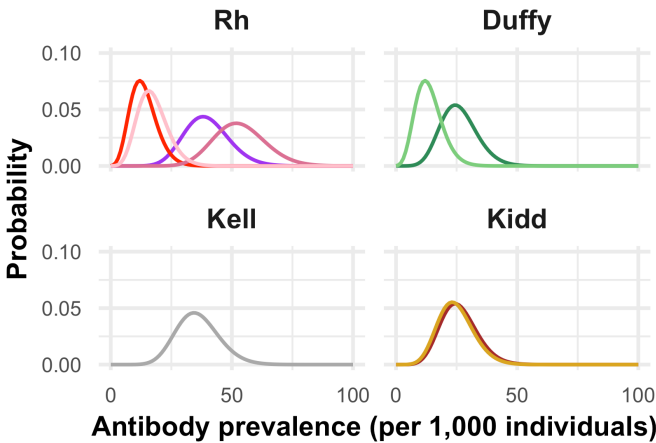 Rh
Duffy
0.10
0.05
0.00
Kell
Kidd
0.10
0.05
0.00
0
50
100
0
50
100
Probability
Antibody prevalence (per 1,000 individuals)